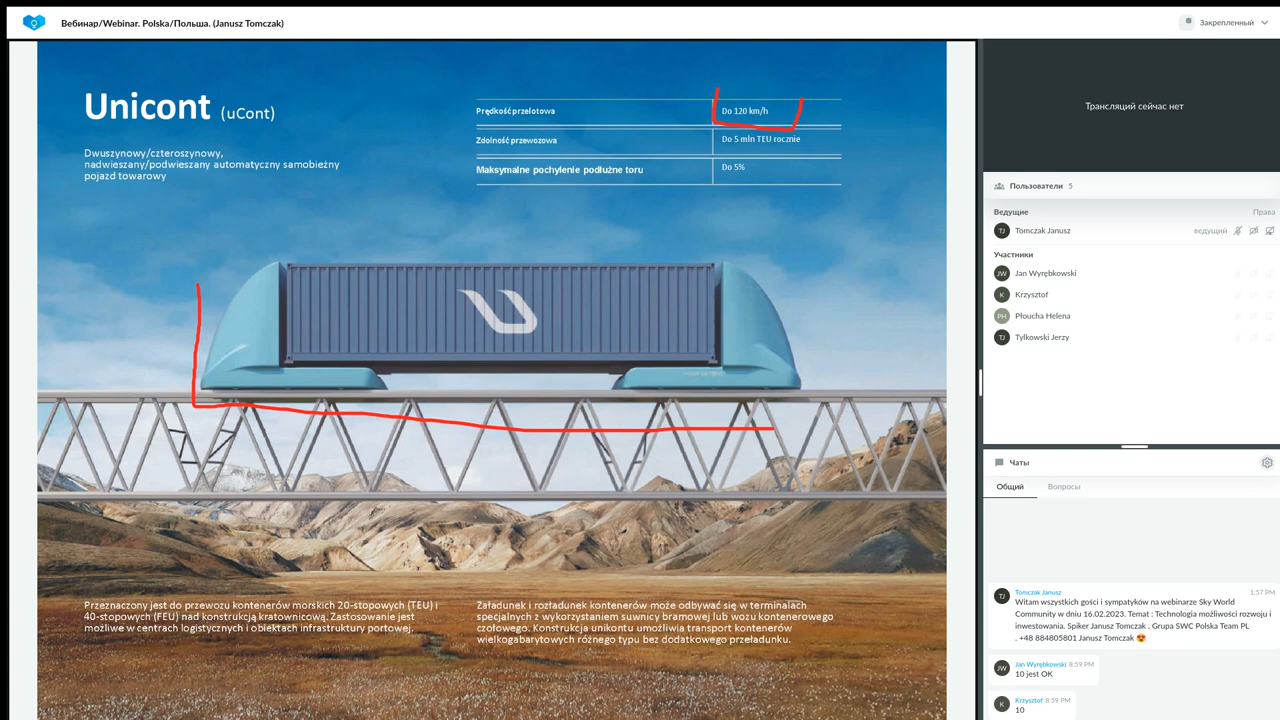 Вебинар/Webinar. Polska/Польша. (Janusz Tomczak)
Закрепленный
Unicont (uCont)
Dwuszynowy/czteroszynowy,
nadwieszany/podwieszany automatyczny samobieżny
pojazd towarowy
Prędkość przelotowa Do 120 km/h
Zdolność przewozowa Do 5 mln TEU rocznie
Maksymalne pochylenie podłużne toru Do 5%
Przeznaczony jest do przewozu kontenerów morskich 20-stopowych (TEU) i
40-stopowych (FEU) nad konstrukcją kratownicową. Zastosowanie jest
możliwe w centrach logistycznych i obiektach infrastruktury portowej.
Załadunek i rozładunek kontenerów może odbywać się w terminalach
specjalnych z wykorzystaniem suwnicy bramowej lub wozu kontenerowego
czołowego. Konstrukcja unikontu umożliwia transport kontenerów
wielkogabarytowych różnego typu bez dodatkowego przeładunku.
Трансляций сейчас нет
Пользователи 5
Ведущие Права
TJ Tomczak Janusz ведущий
Участники
JW Jan Wyrębkowski
K Krzysztof
PH Płoucha Helena
TJ Tylkowski Jerzy
Чаты
Общий Вопросы
TJ Tomczak Janusz 1:57 PM
Witam wszystkich gości i sympatyków na webinarze Sky World
Community w dniu 16.02.2023. Temat : Technologia możliwości rozwoju i
inwestowania. Spiker Janusz Tomczak . Grupa SWC Polska Team PL
. +48 884805801 Janusz Tomczak 😍
JW Jan Wyrębkowski 8:59 PM
10 jest OK
K Krzysztof 8:59 PM
10